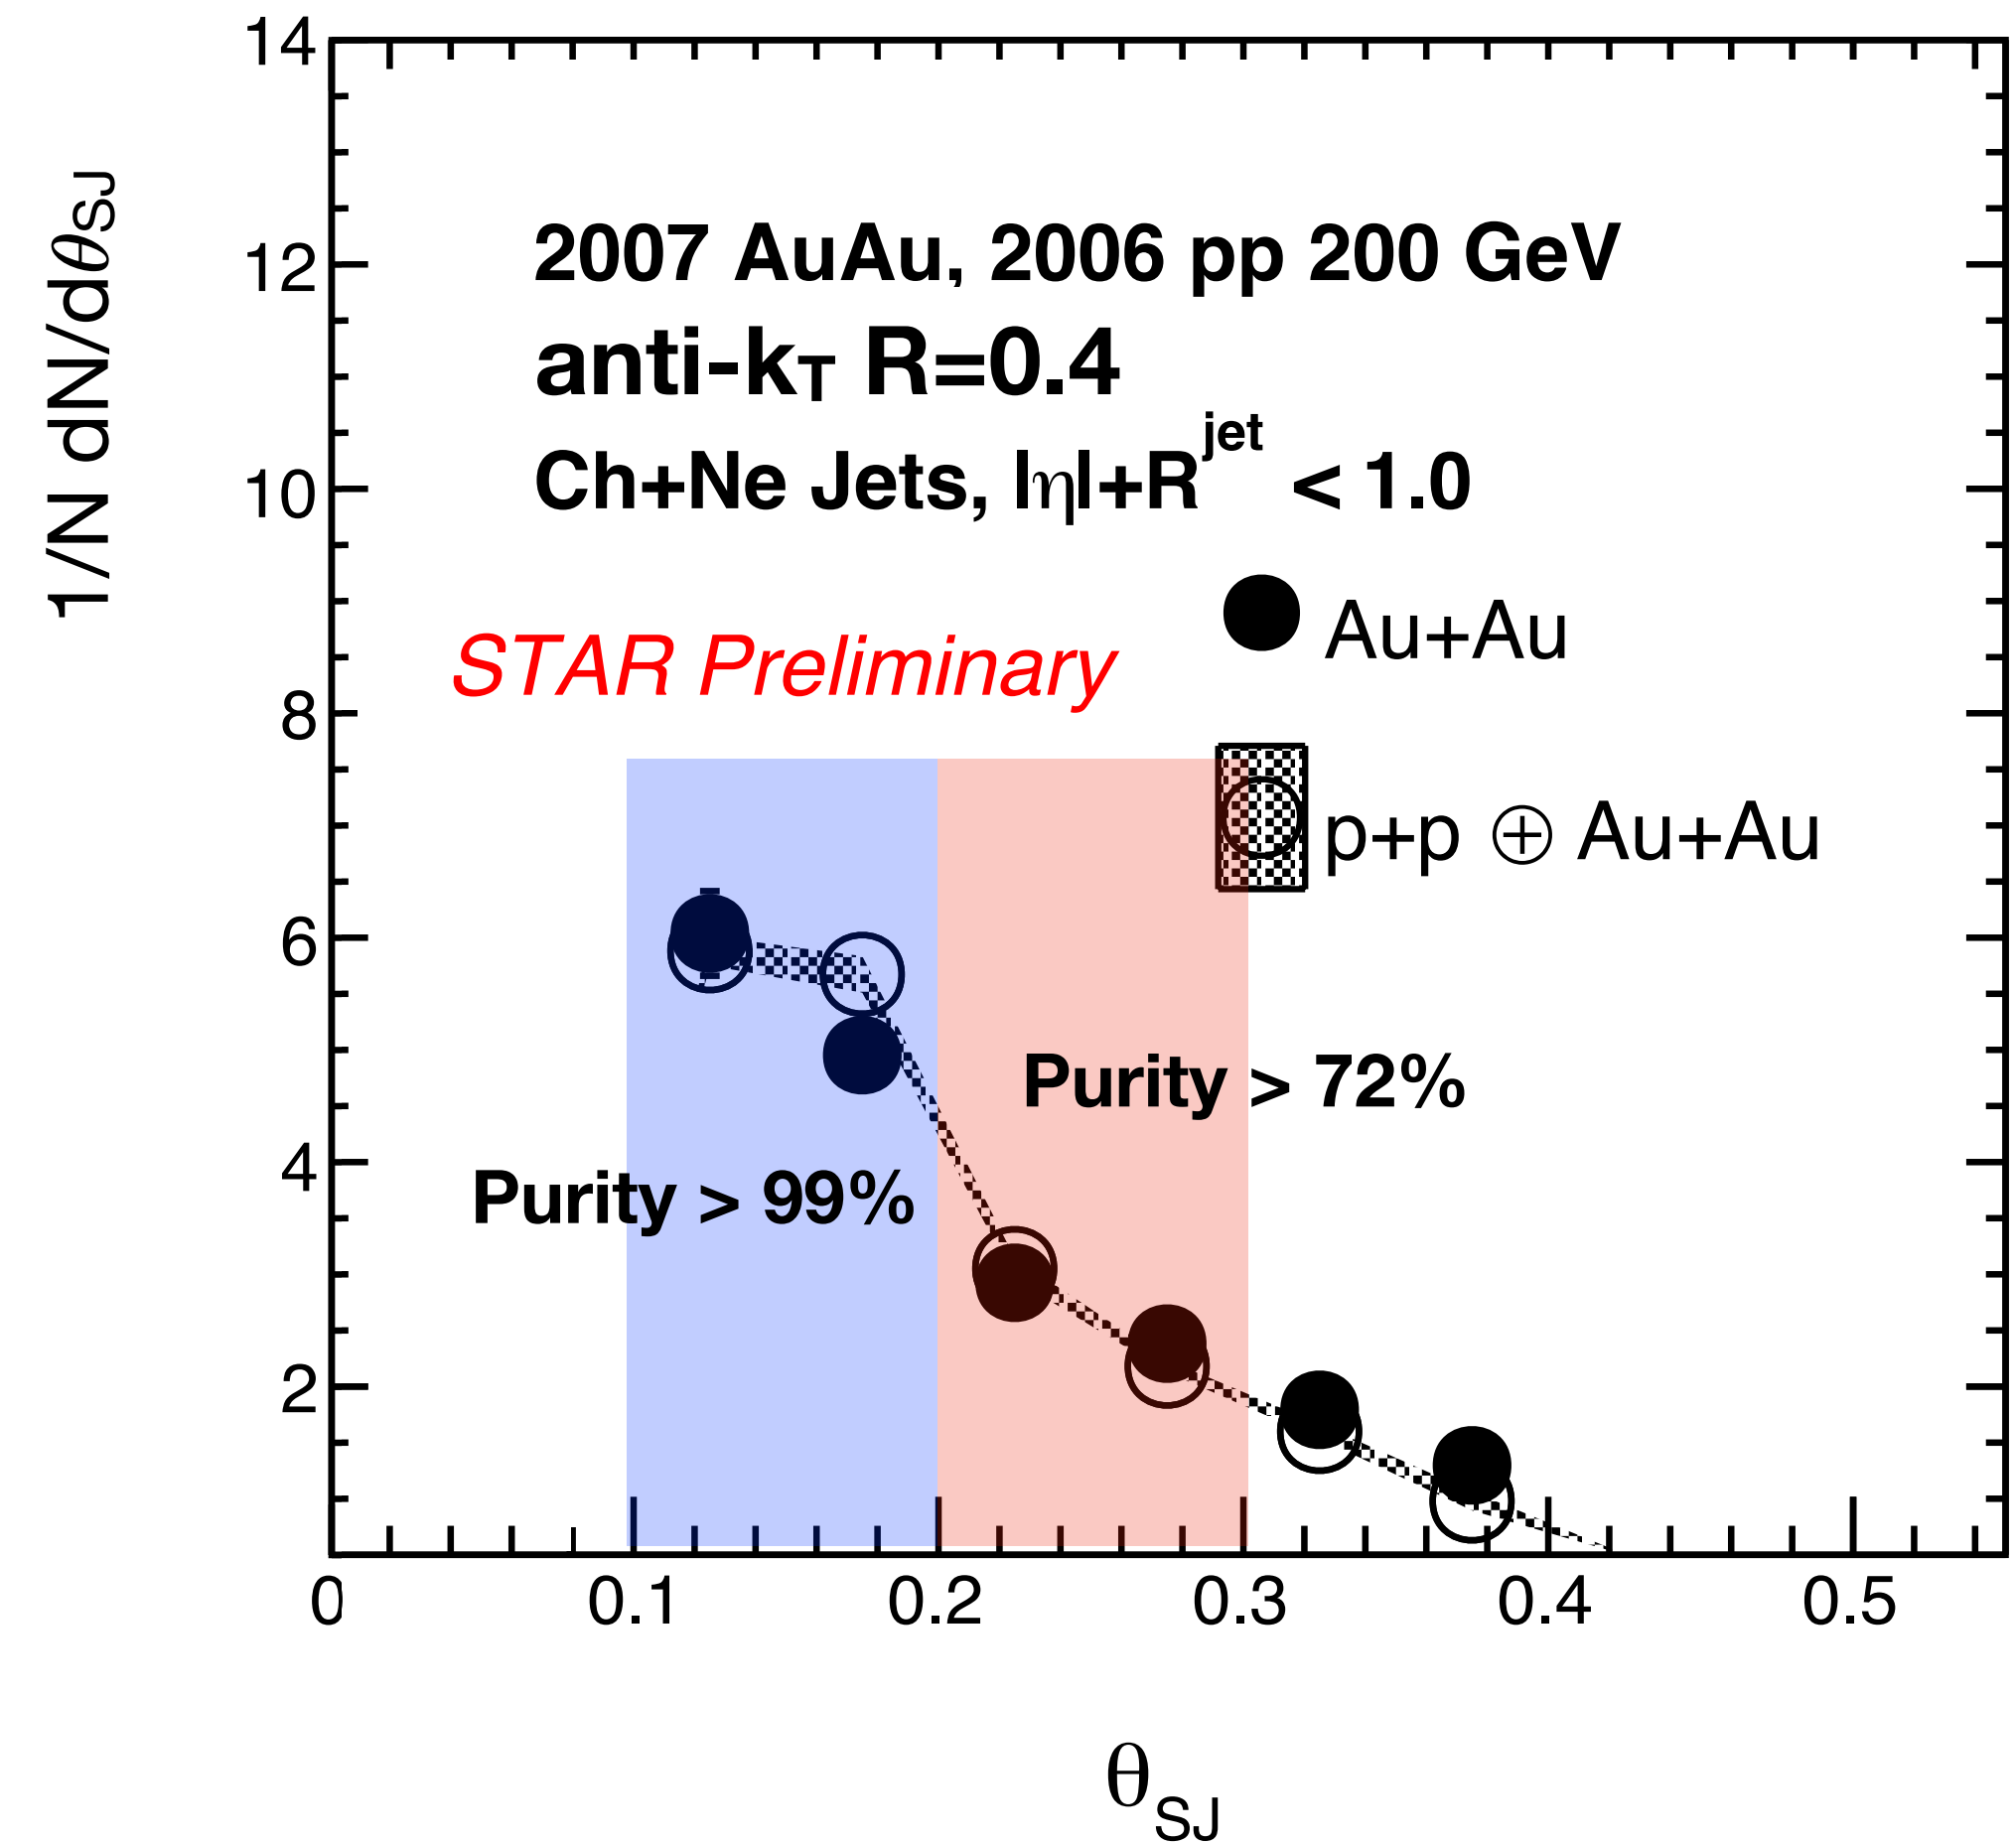 14
12
10
8
6
4
2
1/N dN/dθSJ
2007 AuAu, 2006 pp 200 GeV
anti-kT R=0.4
Ch+Ne Jets, |η|+R^jet < 1.0
STAR Preliminary
Au+Au
p+p ⊕ Au+Au
Purity > 72%
Purity > 99%
0 0.1 0.2 0.3 0.4 0.5
θSJ